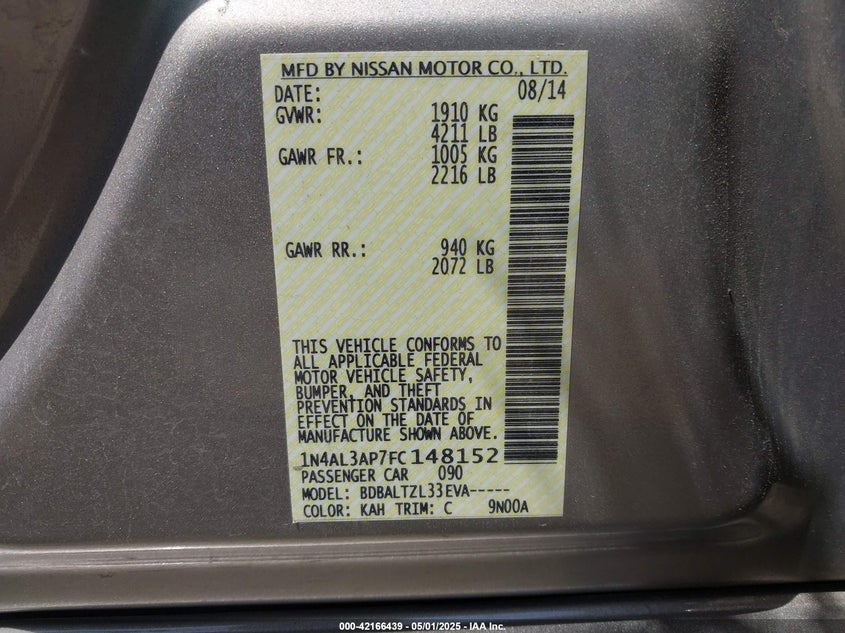 MFD BY NISSAN MOTOR CO., LTD.
DATE: 08/14
GVWR: 1910 KG
4211 LB
GAWR FR.: 1005 KG
2216 LB
GAWR RR.: 940 KG
2072 LB
THIS VEHICLE CONFORMS TO
ALL APPLICABLE FEDERAL
MOTOR VEHICLE SAFETY,
BUMPER, AND THEFT
PREVENTION STANDARDS IN
EFFECT ON THE DATE OF
MANUFACTURE SHOWN ABOVE.
1N4AL3AP7FC148152
PASSENGER CAR 090
MODEL: BDBALTZL33EVA-----
COLOR: KAH TRIM: C 9N00A
000-42166439 - 05/01/2025 - IAA Inc.